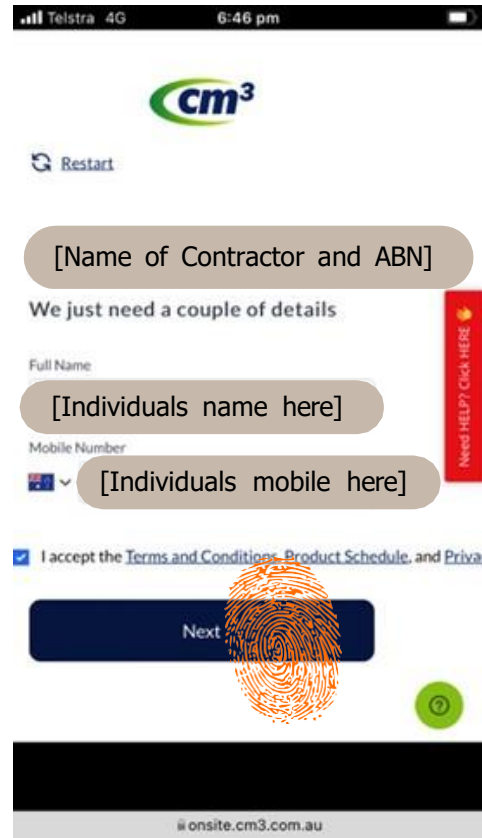 Telstra 4G 6:46 pm
cm³
Restart
[Name of Contractor and ABN]
We just need a couple of details
Need HELP? Click HERE
Full Name
[Individuals name here]
Mobile Number
[Individuals mobile here]
I accept the Terms and Conditions, Product Schedule, and Priva
Next
?
onsite.cm3.com.au